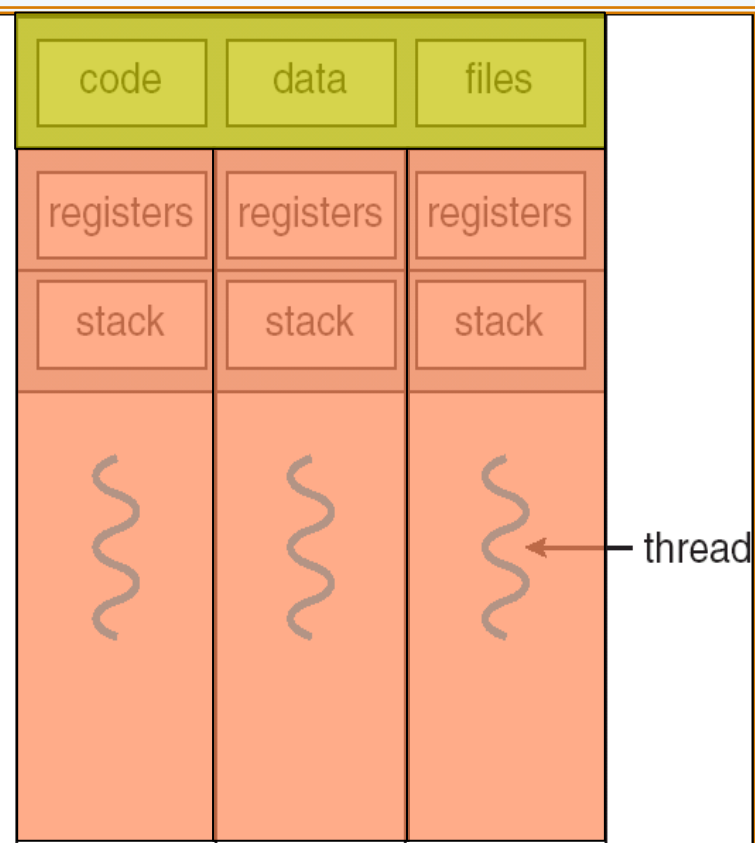 code data files
registers registers registers
stack stack stack
thread